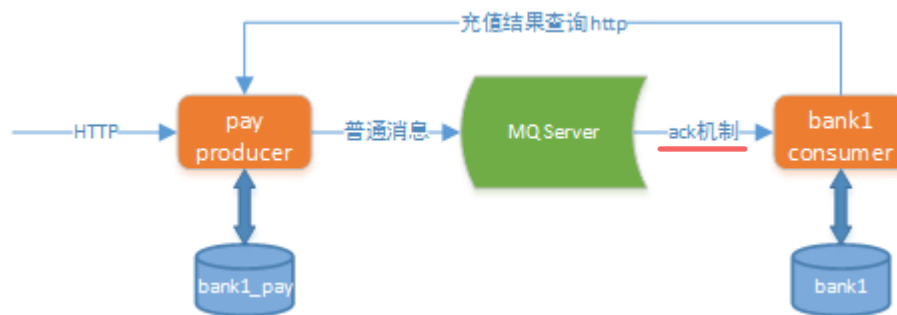 充值结果查询http
HTTP
pay
producer
普通消息
MQ Server
ack机制
bank1
consumer
bank1_pay
bank1